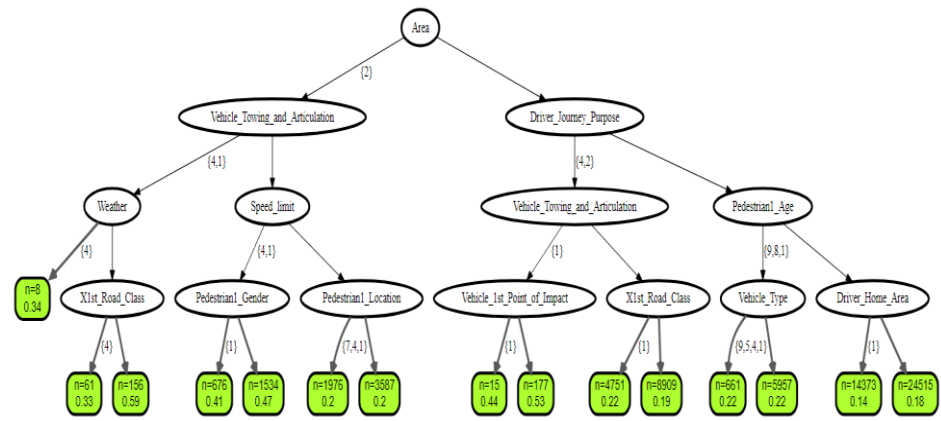 Area
{2}
Vehicle_Towing_and_Articulation
Driver_Journey_Purpose
{4,1}
{4,2}
Weather
Speed_limit
Vehicle_Towing_and_Articulation
Pedestrian1_Age
{4}
{4,1}
{1}
{9,8,1}
n=8
0.34
X1st_Road_Class
Pedestrian1_Gender
Pedestrian1_Location
Vehicle_1st_Point_of_Impact
X1st_Road_Class
Vehicle_Type
Driver_Home_Area
{4}
{1}
{7,4,1}
{1}
{1}
{9,5,4,1}
{1}
n=61
0.33
n=156
0.59
n=676
0.41
n=1534
0.47
n=1976
0.2
n=3587
0.2
n=15
0.44
n=177
0.53
n=4751
0.22
n=8909
0.19
n=661
0.22
n=5957
0.22
n=14373
0.14
n=24515
0.18